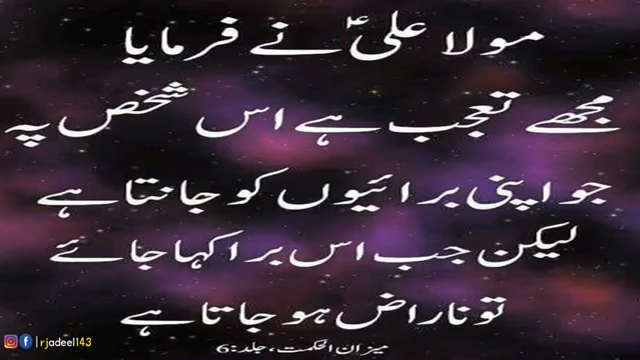 مولا علیؑ نے فرمایا
مجھے تعجب ہے اس شخص پہ
جو اپنی برائیوں کو جانتا ہے
لیکن جب اس برا کہا جائے
تو ناراض ہو جاتا ہے
میزان الحکمت، جلد:6
rjadeel143